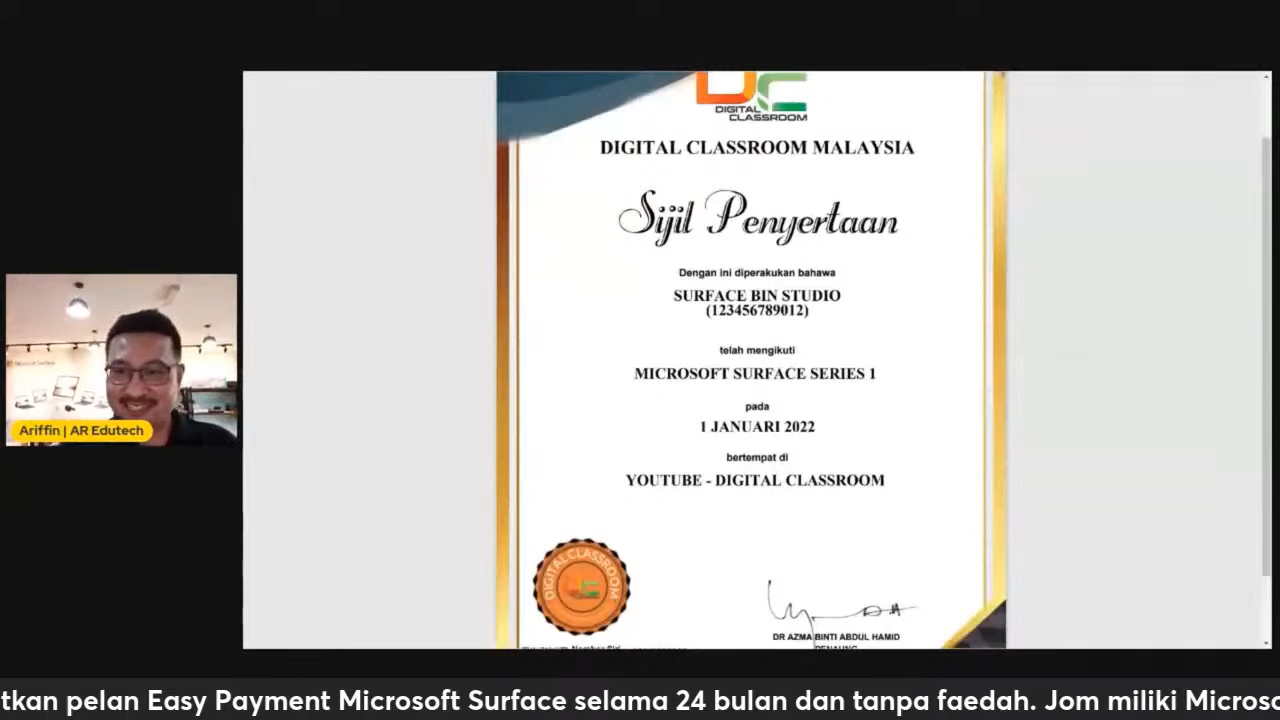 DIGITAL
CLASSROOM
DIGITAL CLASSROOM MALAYSIA
Sijil Penyertaan
Dengan ini diperakukan bahawa
SURFACE BIN STUDIO
(123456789012)
telah mengikuti
MICROSOFT SURFACE SERIES 1
pada
1 JANUARI 2022
bertempat di
YOUTUBE - DIGITAL CLASSROOM
DIGITAL CLASSROOM
DR AZMA BINTI ABDUL HAMID
Ariffin | AR Edutech
tkan pelan Easy Payment Microsoft Surface selama 24 bulan dan tanpa faedah. Jom miliki Microso